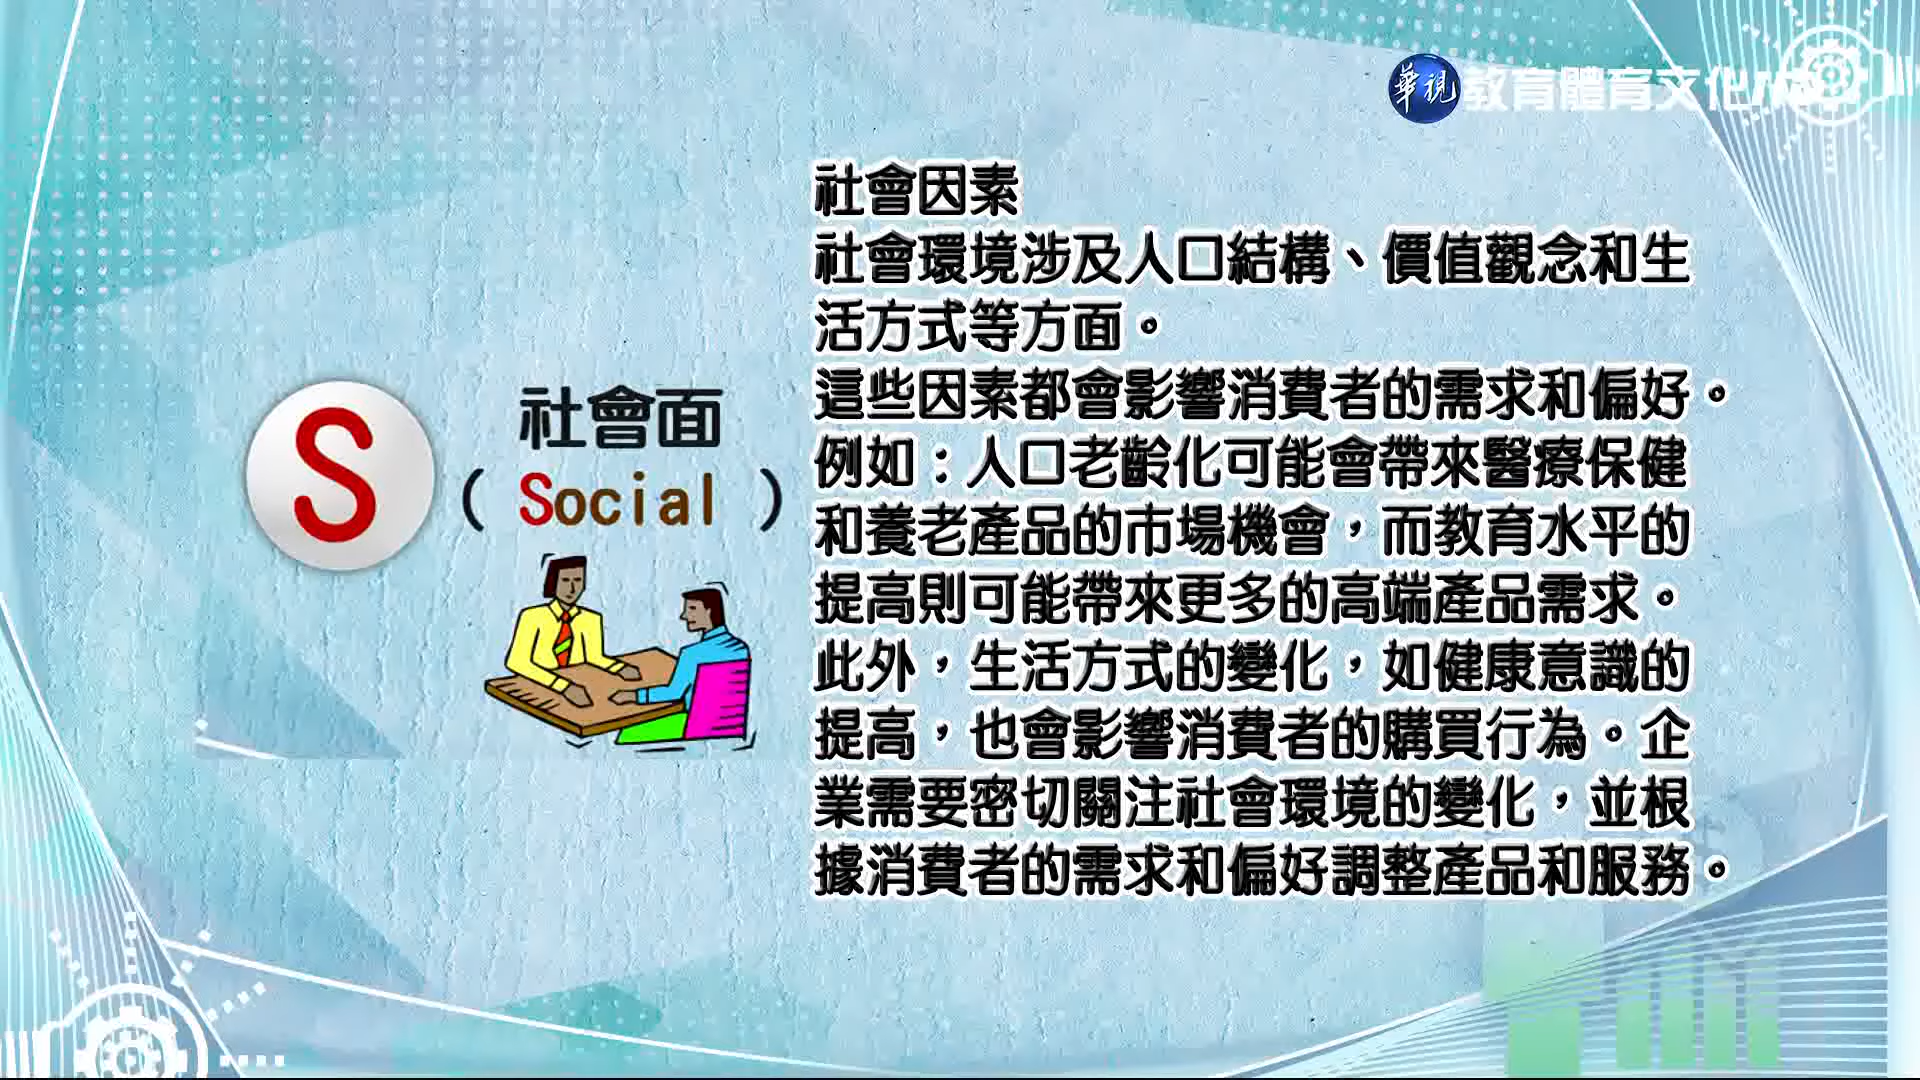 華視 教育體育文化
社會因素
社會環境涉及人口結構、價值觀念和生
活方式等方面。
這些因素都會影響消費者的需求和偏好。
例如：人口老齡化可能會帶來醫療保健
和養老產品的市場機會，而教育水平的
提高則可能帶來更多的高端產品需求。
此外，生活方式的變化，如健康意識的
提高，也會影響消費者的購買行為。企
業需要密切關注社會環境的變化，並根
據消費者的需求和偏好調整產品和服務。
S
社會面
( Social )